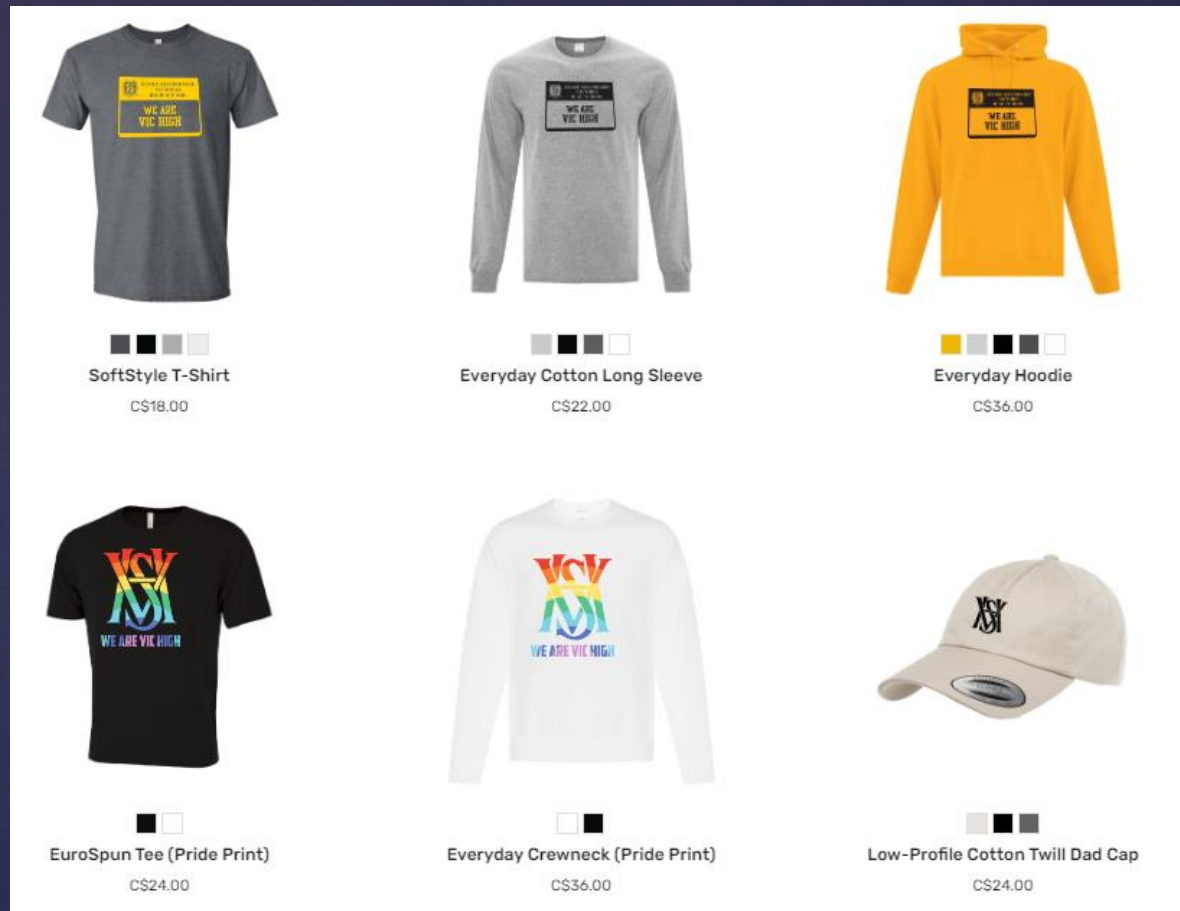 WE ARE
VIC HIGH
WE ARE
VIC HIGH
WE ARE
VIC HIGH
SoftStyle T-Shirt
Everyday Cotton Long Sleeve
Everyday Hoodie
C$18.00
C$22.00
C$36.00
WE ARE VIC HIGH
WE ARE VIC HIGH
EuroSpun Tee (Pride Print)
Everyday Crewneck (Pride Print)
Low-Profile Cotton Twill Dad Cap
C$24.00
C$36.00
C$24.00